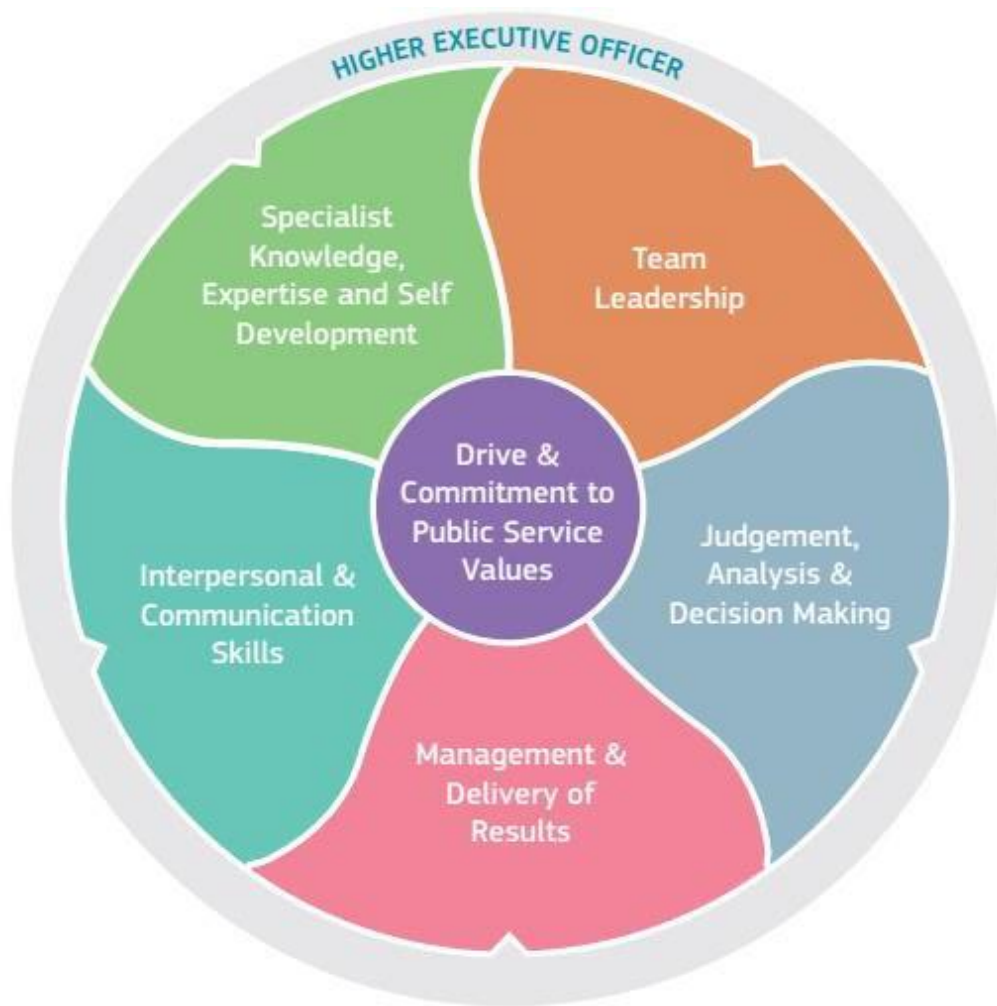 HIGHER EXECUTIVE OFFICER
Specialist
Knowledge,
Expertise and Self
Development
Team
Leadership
Drive &
Commitment to
Public Service
Values
Judgement,
Analysis &
Decision Making
Interpersonal &
Communication
Skills
Management &
Delivery of
Results